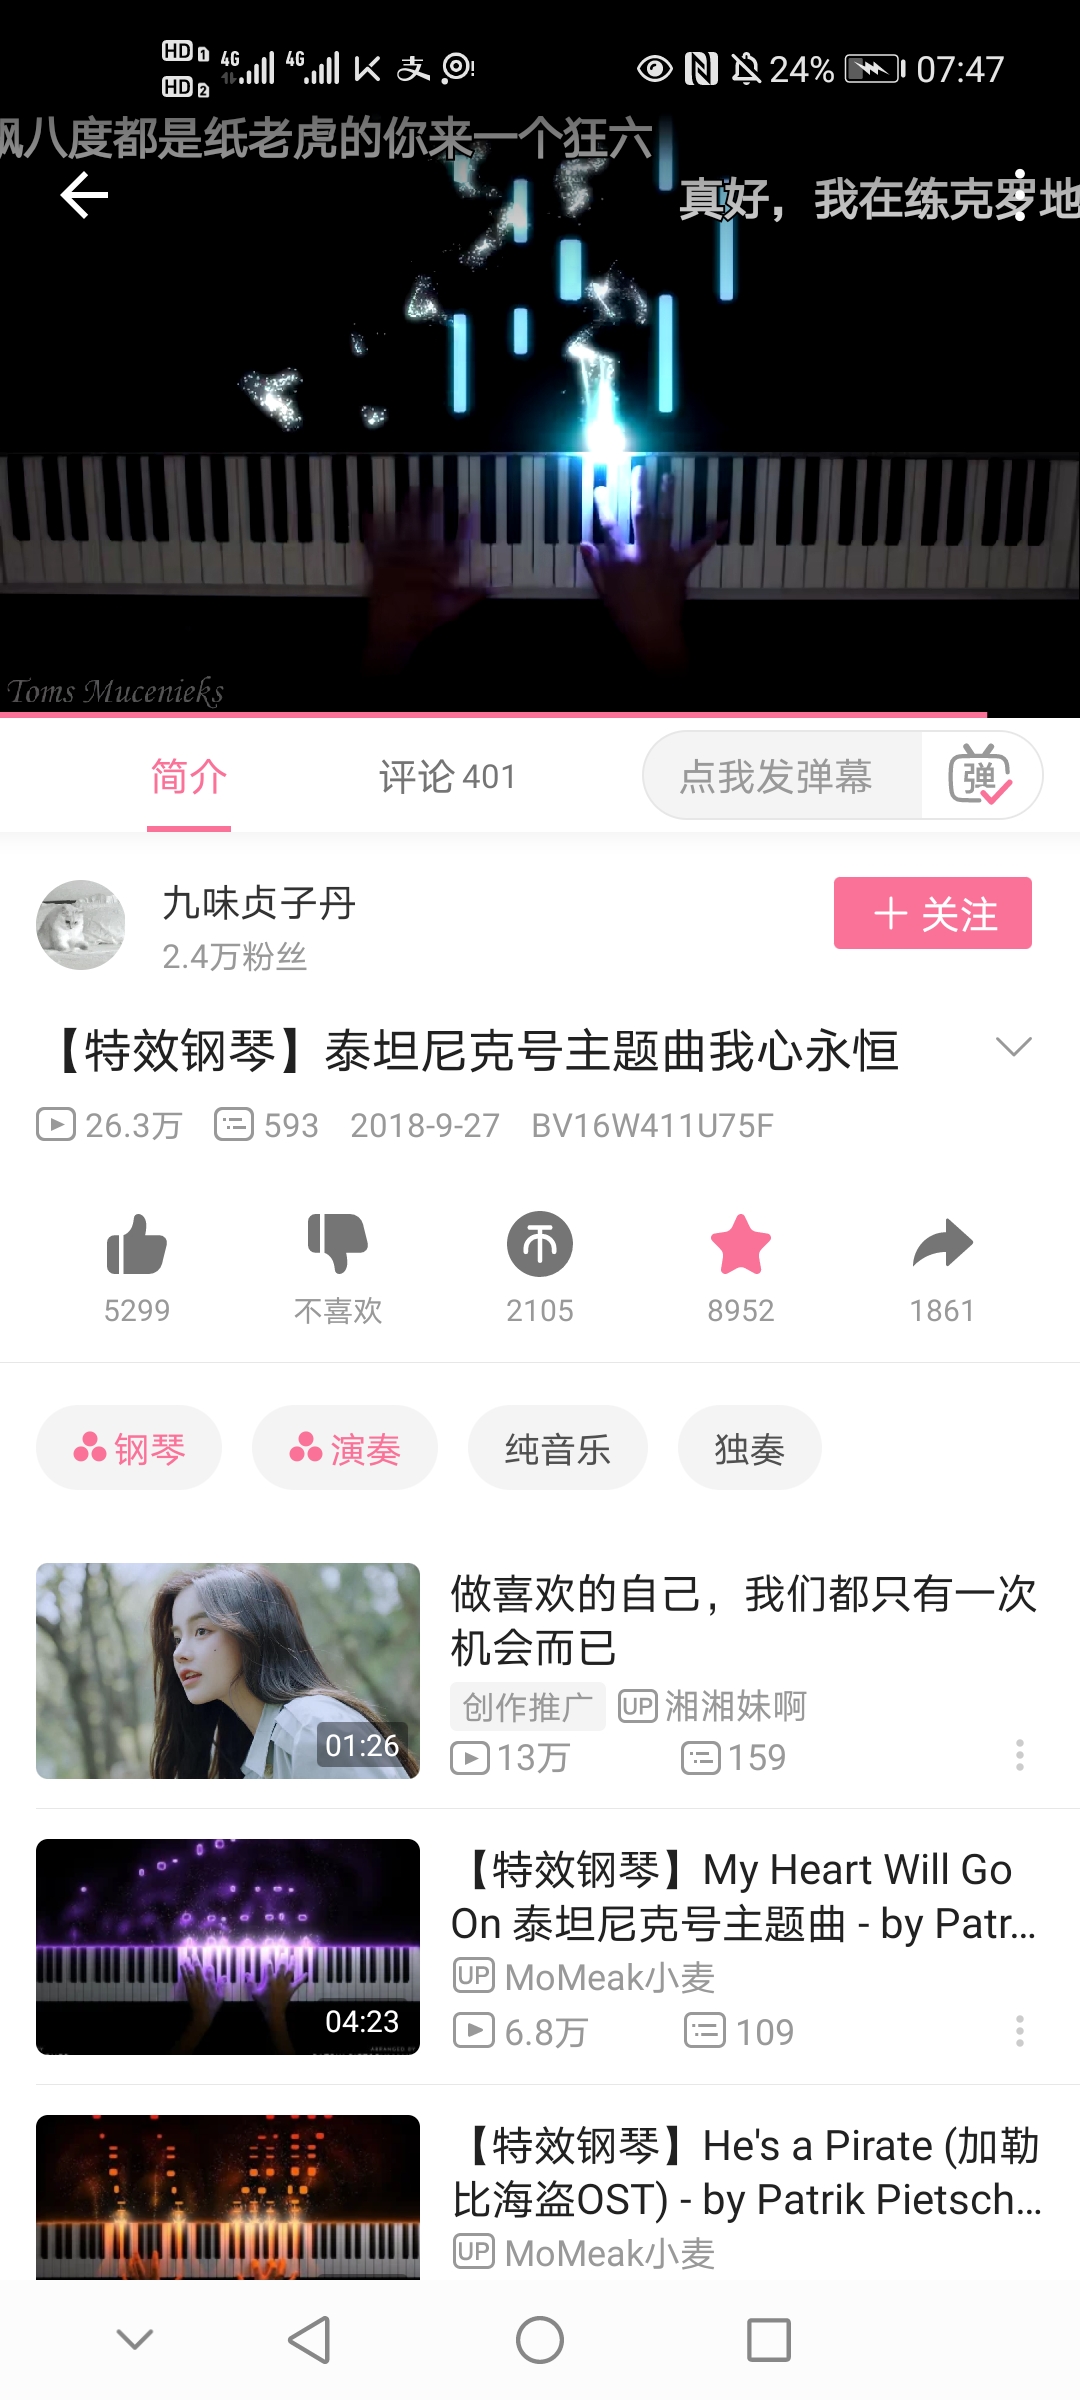 HD 1 4G 4G 24% 07:47
HD 2
八度都是纸老虎的你来一个狂六
真好，我在练克罗地
Toms Mucenieks
简介 评论 401 点我发弹幕 弹
九味贞子丹
2.4万粉丝
关注
【特效钢琴】泰坦尼克号主题曲我心永恒
26.3万 593 2018-9-27 BV16W411U75F
5299 不喜欢 2105 8952 1861
钢琴 演奏 纯音乐 独奏
做喜欢的自己，我们都只有一次
机会而已
创作推广 UP 湘湘妹啊
01:26
13万 159
【特效钢琴】My Heart Will Go
On 泰坦尼克号主题曲 - by Patr...
UP MoMeak小麦
04:23
6.8万 109
【特效钢琴】He's a Pirate (加勒
比海盗OST) - by Patrik Pietsch...
UP MoMeak小麦